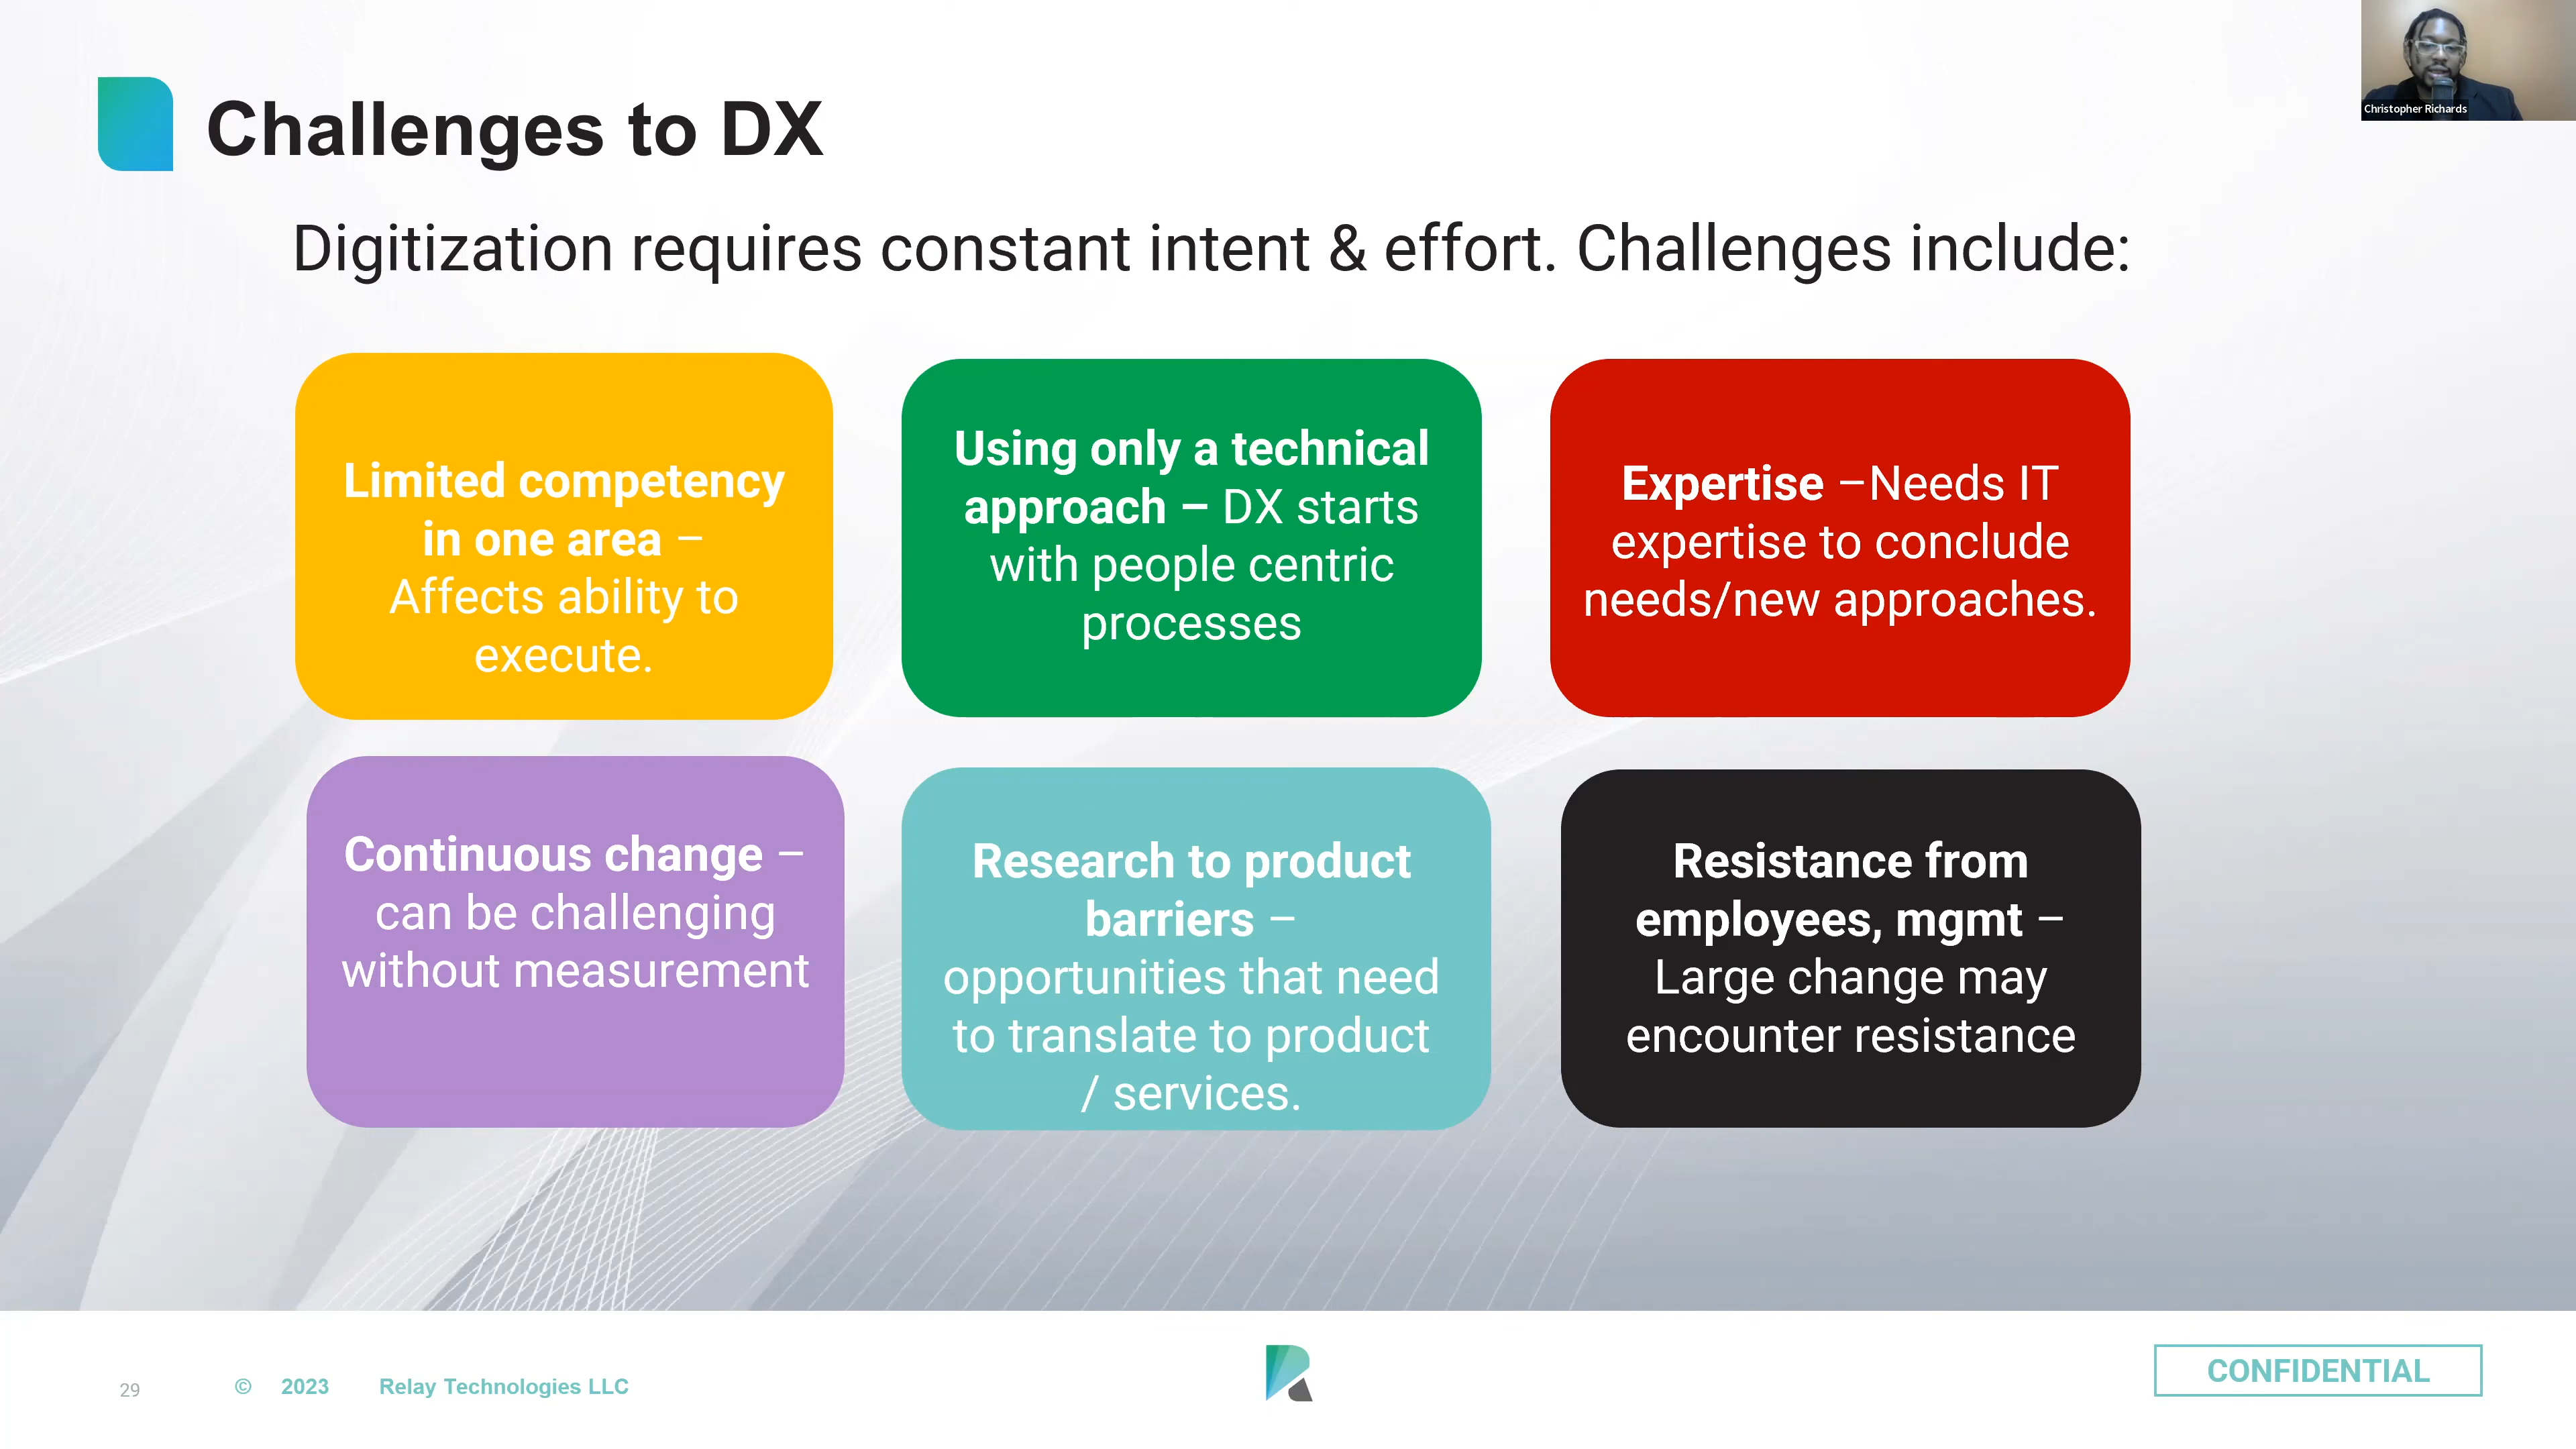 Christopher Richards
Challenges to DX
Digitization requires constant intent & effort. Challenges include:
Limited competency
in one area –
Affects ability to
execute.
Using only a technical
approach – DX starts
with people centric
processes
Expertise –Needs IT
expertise to conclude
needs/new approaches.
Continuous change –
can be challenging
without measurement
Research to product
barriers –
opportunities that need
to translate to product
/ services.
Resistance from
employees, mgmt –
Large change may
encounter resistance
29 © 2023 Relay Technologies LLC
CONFIDENTIAL